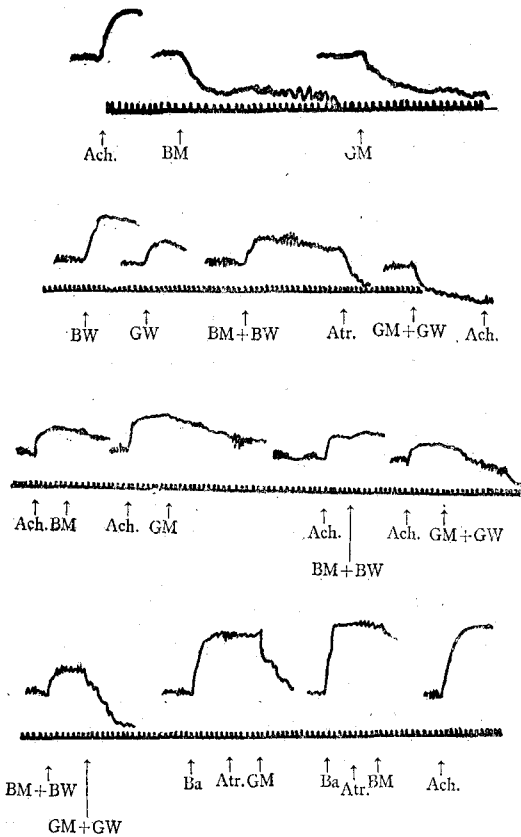 Ach. BM GM
BW GW BM+BW Atr. GM+GW Ach.
Ach. BM Ach. GM Ach. Ach. GM+GW
BM+BW
BM+BW Ba Atr. GM Ba Atr. BM Ach.
GM+GW